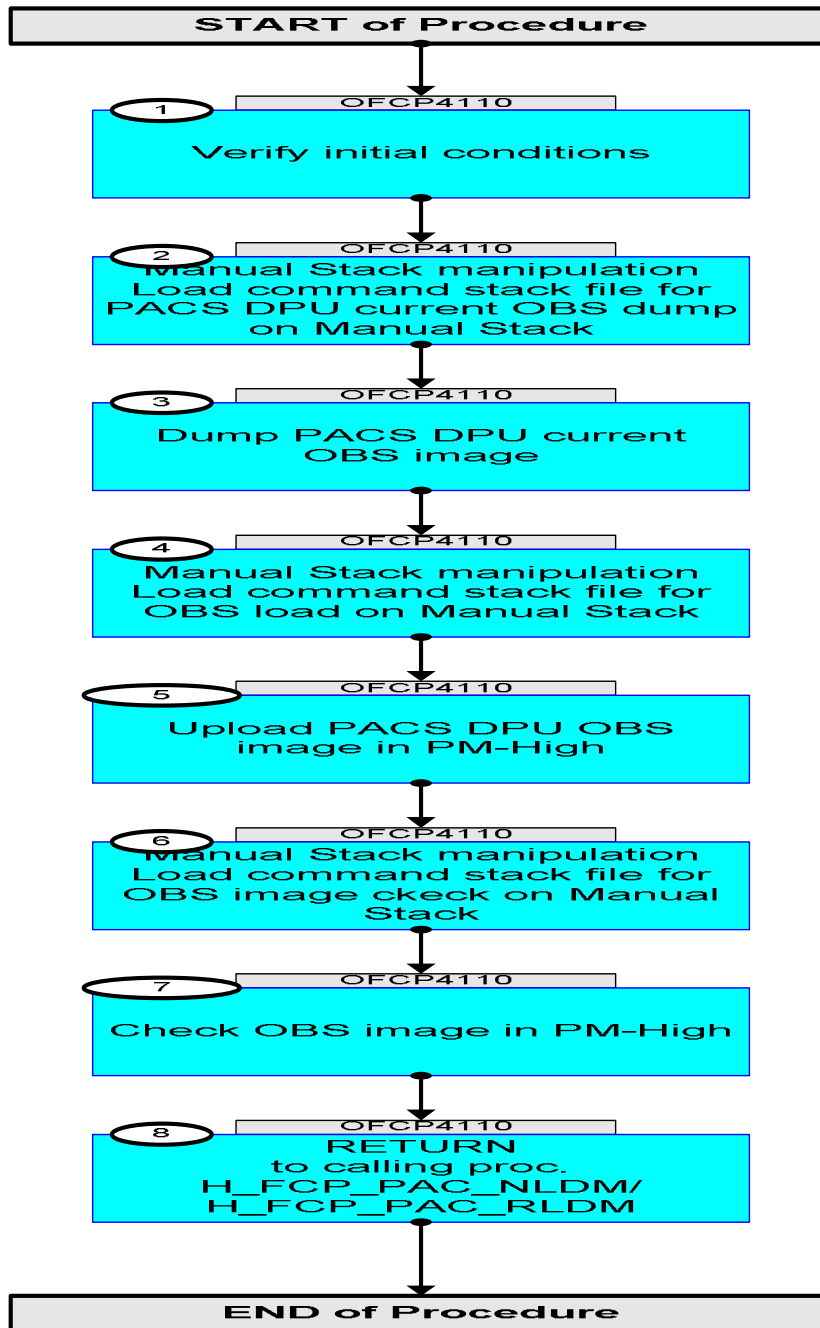 START of Procedure
OFCP4110
1
Verify initial conditions
OFCP4110
2
Manual Stack manipulation
Load command stack file for
PACS DPU current OBS dump
on Manual Stack
OFCP4110
3
Dump PACS DPU current
OBS image
OFCP4110
4
Manual Stack manipulation
Load command stack file for
OBS load on Manual Stack
OFCP4110
5
Upload PACS DPU OBS
image in PM-High
OFCP4110
6
Manual Stack manipulation
Load command stack file for
OBS image ckeck on Manual
Stack
OFCP4110
7
Check OBS image in PM-High
OFCP4110
8
RETURN
to calling proc.
H_FCP_PAC_NLDM/
H_FCP_PAC_RLDM
END of Procedure